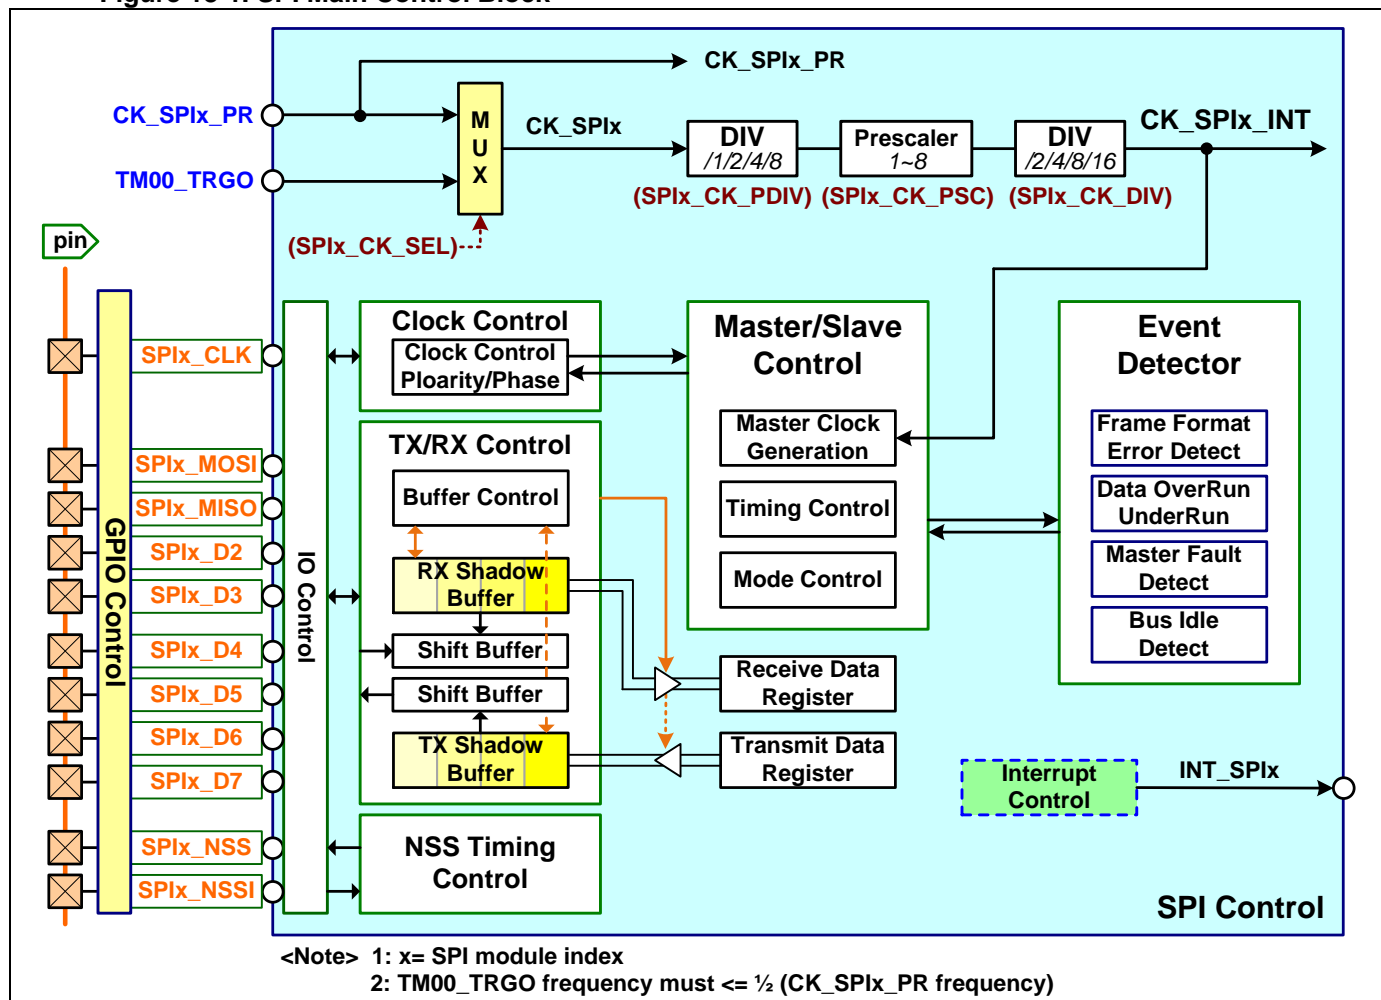 CK_SPIx_PR
CK_SPIx_PR
TM00_TRGO
M
U
X
CK_SPIx
DIV
/1/2/4/8
Prescaler
1~8
DIV
/2/4/8/16
CK_SPIx_INT
(SPIx_CK_PDIV)
(SPIx_CK_PSC)
(SPIx_CK_DIV)
(SPIx_CK_SEL)
pin
GPIO Control
SPIx_CLK
SPIx_MOSI
SPIx_MISO
SPIx_D2
SPIx_D3
SPIx_D4
SPIx_D5
SPIx_D6
SPIx_D7
SPIx_NSS
SPIx_NSSI
IO Control
Clock Control
Clock Control
Ploarity/Phase
TX/RX Control
Buffer Control
RX Shadow
Buffer
Shift Buffer
Shift Buffer
TX Shadow
Buffer
NSS Timing
Control
Master/Slave
Control
Master Clock
Generation
Timing Control
Mode Control
Receive Data
Register
Transmit Data
Register
Event
Detector
Frame Format
Error Detect
Data OverRun
UnderRun
Master Fault
Detect
Bus Idle
Detect
Interrupt
Control
INT_SPIx
SPI Control
<Note> 1: x= SPI module index
2: TM00_TRGO frequency must <= ½ (CK_SPIx_PR frequency)